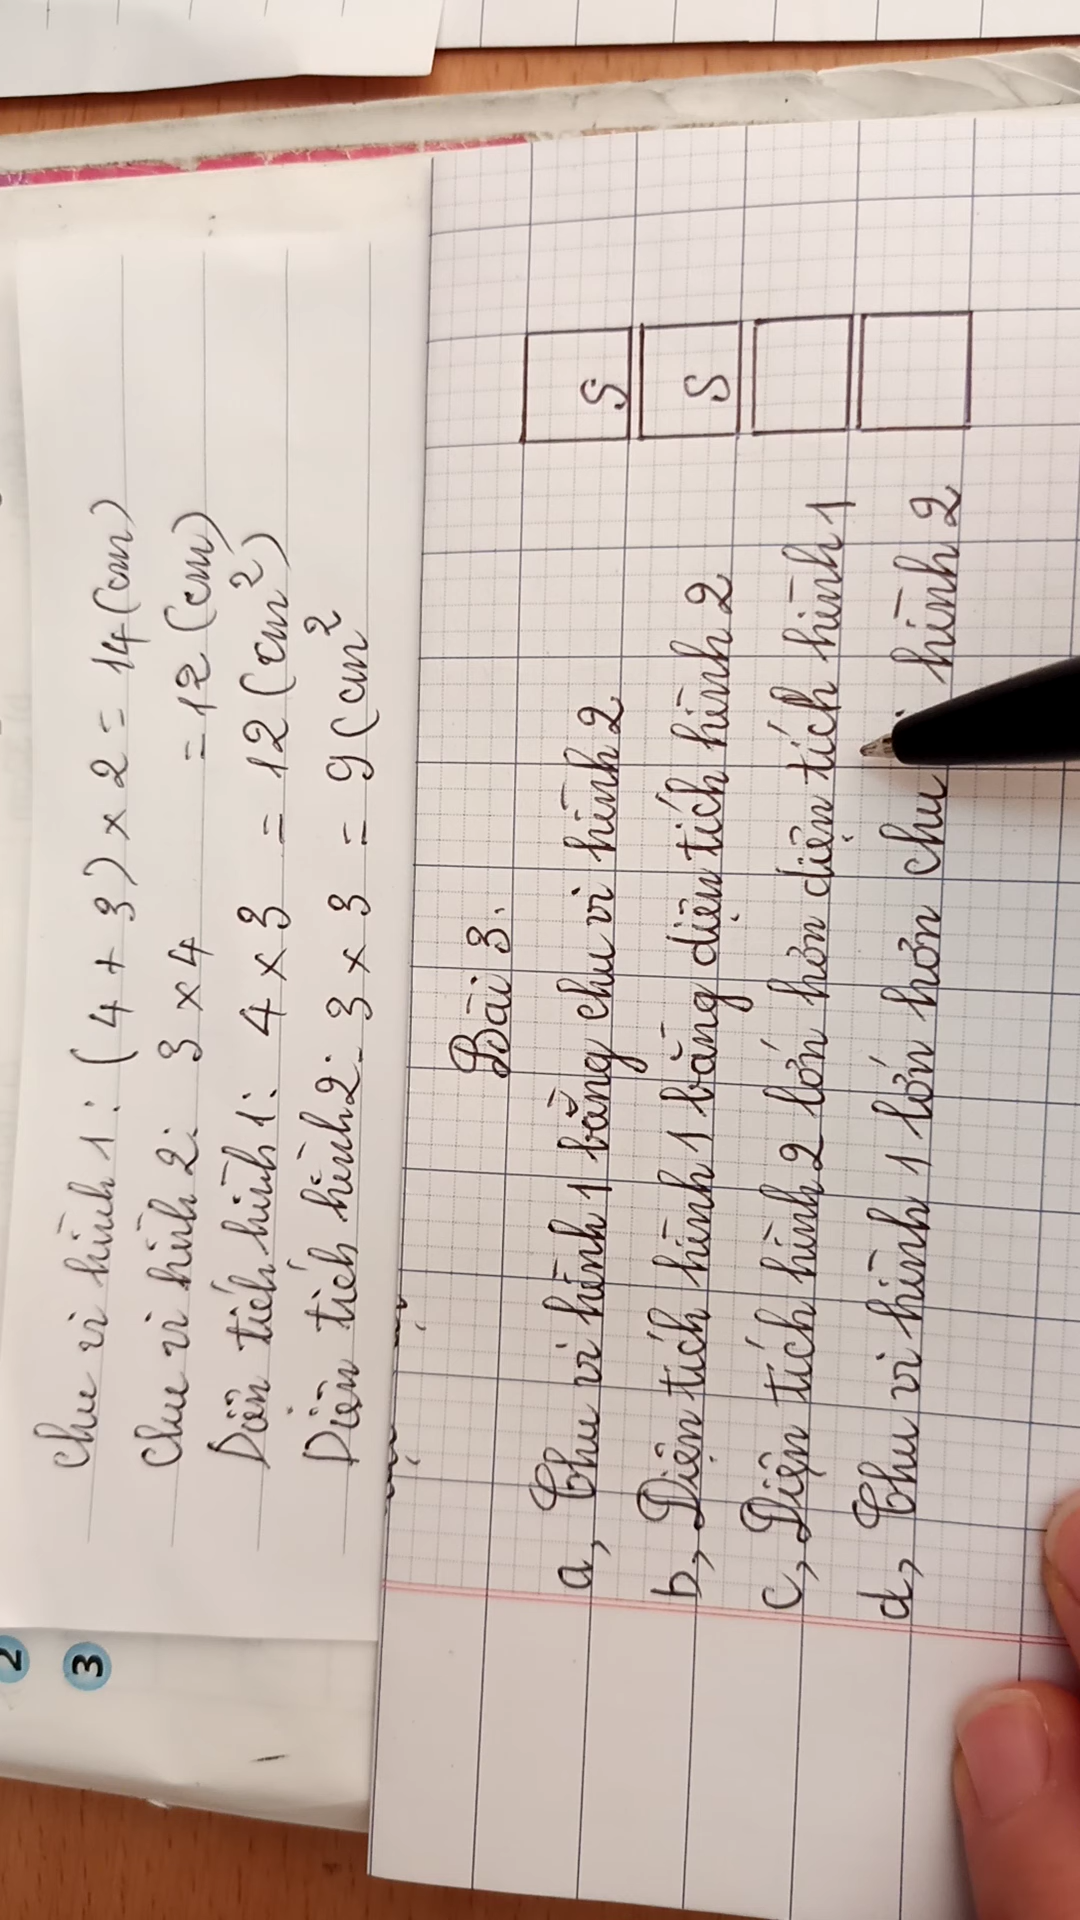 2
3
Chu vi hình 1: (4 + 3) × 2 = 14 (cm)
Chu vi hình 2: 3 × 4 = 12 (cm)
Diện tích hình 1: 4 × 3 = 12 (cm²)
Diện tích hình 2: 3 × 3 = 9 (cm²
Bài 3.
a, Chu vi hình 1 bằng chu vi hình 2 S
b, Diện tích hình 1 bằng diện tích hình 2 S
c, Diện tích hình 2 lớn hơn diện tích hình 1
d, Chu vi hình 1 lớn hơn chu hình 2